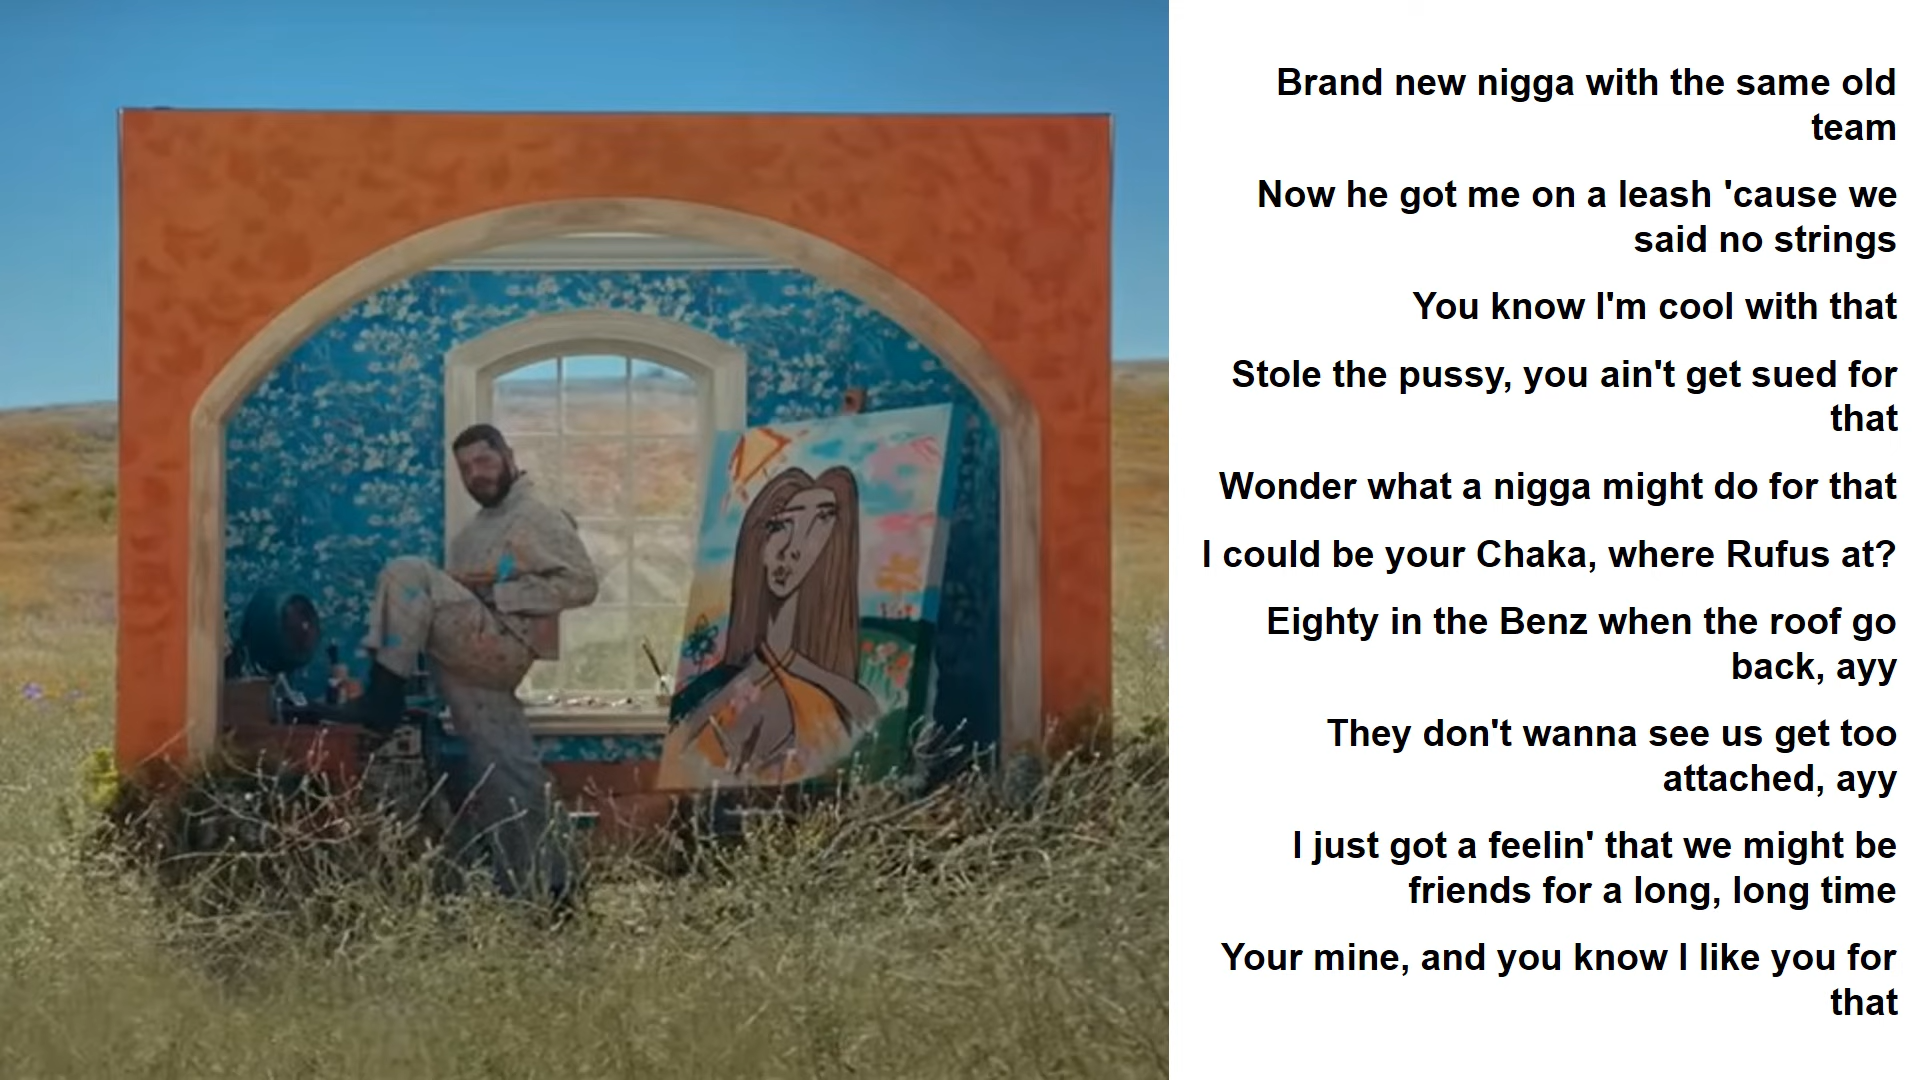 Brand new nigga with the same old
team
Now he got me on a leash 'cause we
said no strings
You know I'm cool with that
Stole the pussy, you ain't get sued for
that
Wonder what a nigga might do for that
I could be your Chaka, where Rufus at?
Eighty in the Benz when the roof go
back, ayy
They don't wanna see us get too
attached, ayy
I just got a feelin' that we might be
friends for a long, long time
Your mine, and you know I like you for
that